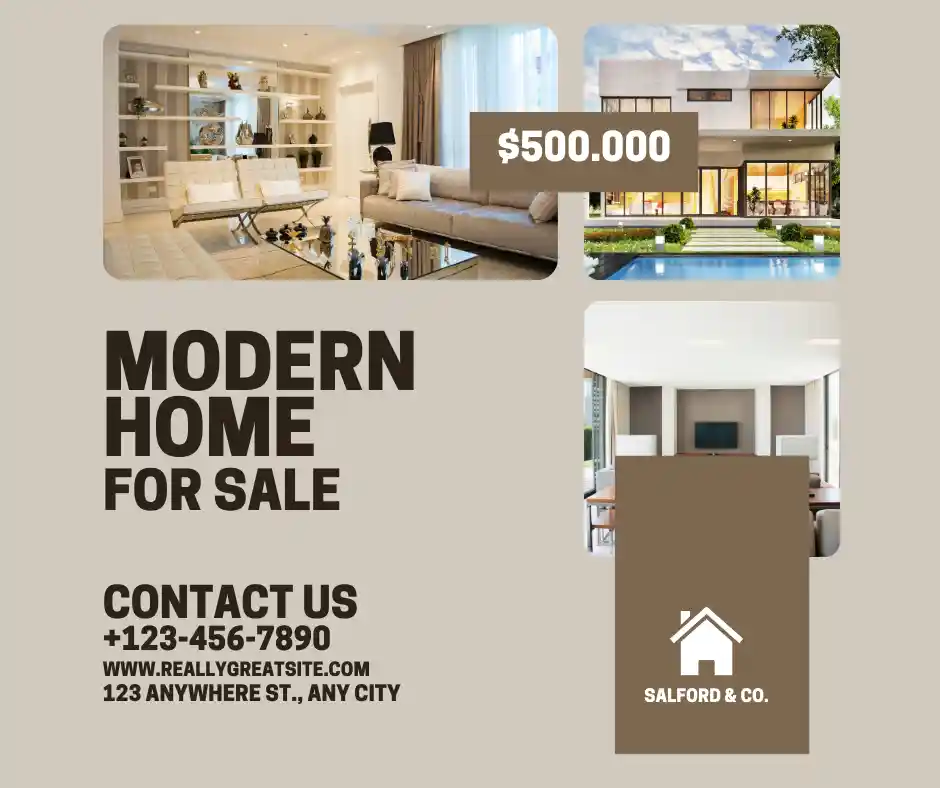 $500.000
MODERN
HOME
FOR SALE
CONTACT US
+123-456-7890
WWW.REALLYGREATSITE.COM
123 ANYWHERE ST., ANY CITY
SALFORD & CO.